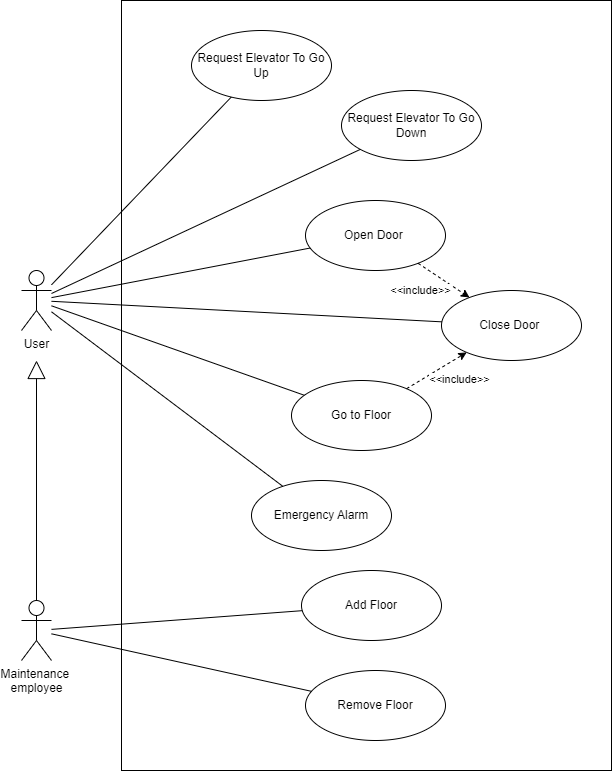 Request Elevator To Go
Up
Request Elevator To Go
Down
Open Door
<<include>>
User
Close Door
<<include>>
Go to Floor
Emergency Alarm
Add Floor
Maintenance
employee
Remove Floor